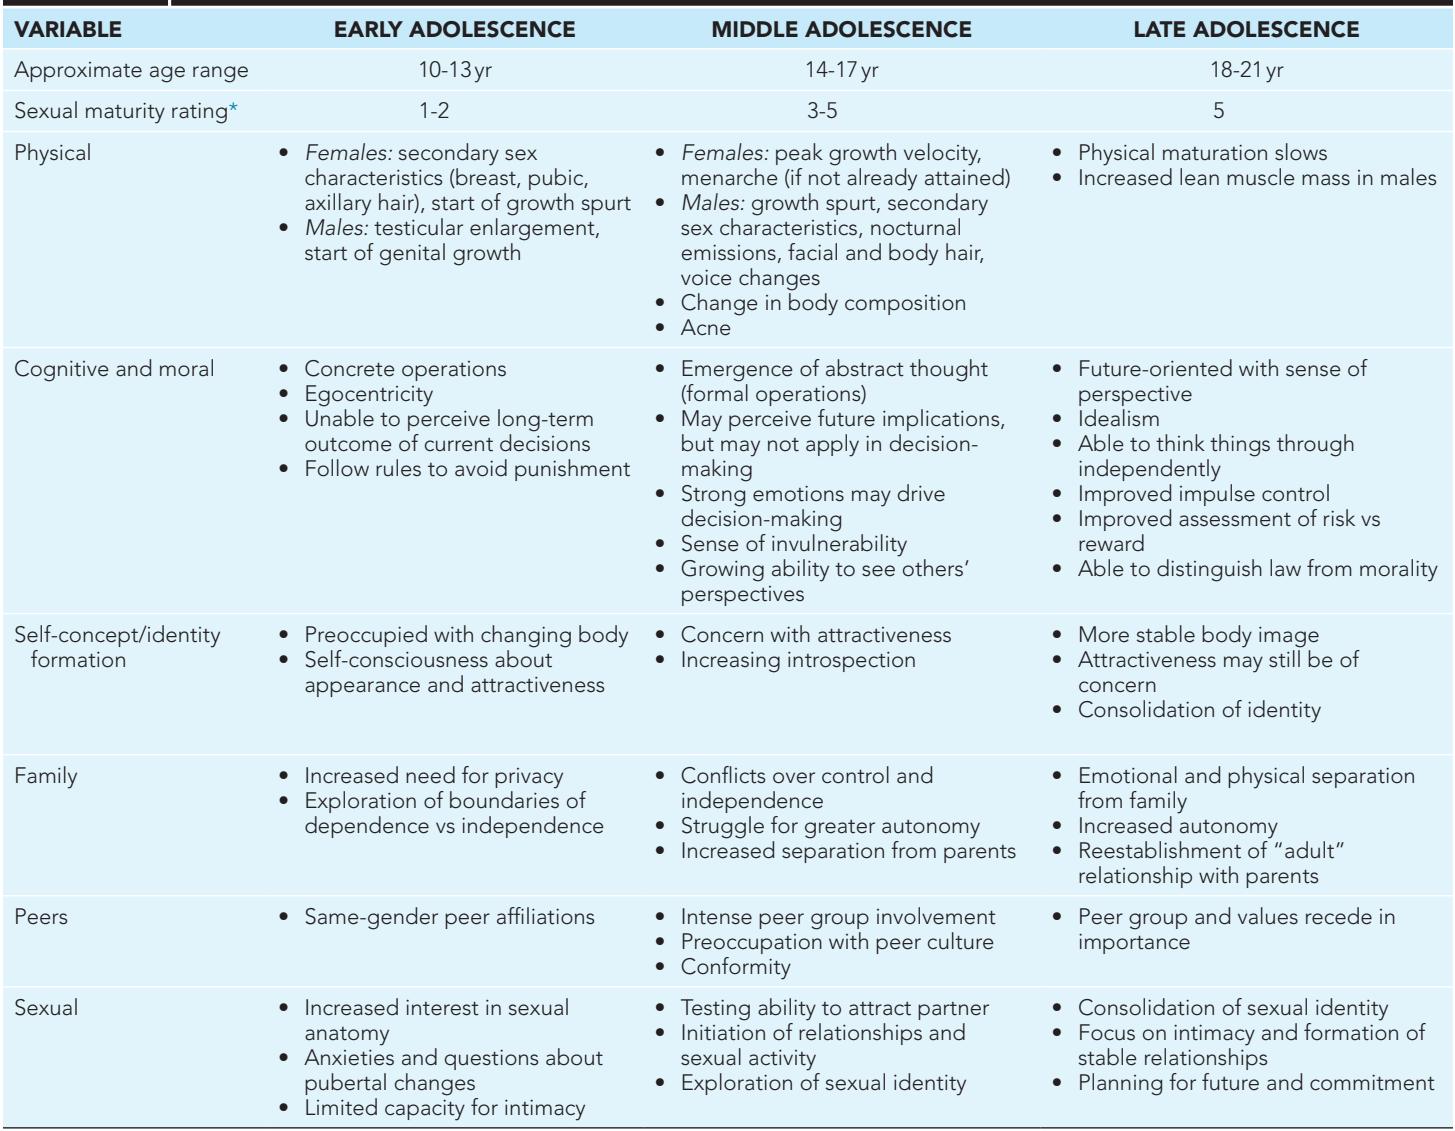 VARIABLE EARLY ADOLESCENCE MIDDLE ADOLESCENCE LATE ADOLESCENCE
Approximate age range 10-13 yr 14-17 yr 18-21 yr
Sexual maturity rating* 1-2 3-5 5
Physical
• Females: secondary sex
characteristics (breast, pubic,
axillary hair), start of growth spurt
• Males: testicular enlargement,
start of genital growth
• Females: peak growth velocity,
menarche (if not already attained)
• Males: growth spurt, secondary
sex characteristics, nocturnal
emissions, facial and body hair,
voice changes
• Change in body composition
• Acne
• Physical maturation slows
• Increased lean muscle mass in males
Cognitive and moral
• Concrete operations
• Egocentricity
• Unable to perceive long-term
outcome of current decisions
• Follow rules to avoid punishment
• Emergence of abstract thought
(formal operations)
• May perceive future implications,
but may not apply in decision-
making
• Strong emotions may drive
decision-making
• Sense of invulnerability
• Growing ability to see others’
perspectives
• Future-oriented with sense of
perspective
• Idealism
• Able to think things through
independently
• Improved impulse control
• Improved assessment of risk vs
reward
• Able to distinguish law from morality
Self-concept/identity
formation
• Preoccupied with changing body
• Self-consciousness about
appearance and attractiveness
• Concern with attractiveness
• Increasing introspection
• More stable body image
• Attractiveness may still be of
concern
• Consolidation of identity
Family
• Increased need for privacy
• Exploration of boundaries of
dependence vs independence
• Conflicts over control and
independence
• Struggle for greater autonomy
• Increased separation from parents
• Emotional and physical separation
from family
• Increased autonomy
• Reestablishment of “adult”
relationship with parents
Peers
• Same-gender peer affiliations
• Intense peer group involvement
• Preoccupation with peer culture
• Conformity
• Peer group and values recede in
importance
Sexual
• Increased interest in sexual
anatomy
• Anxieties and questions about
pubertal changes
• Limited capacity for intimacy
• Testing ability to attract partner
• Initiation of relationships and
sexual activity
• Exploration of sexual identity
• Consolidation of sexual identity
• Focus on intimacy and formation of
stable relationships
• Planning for future and commitment